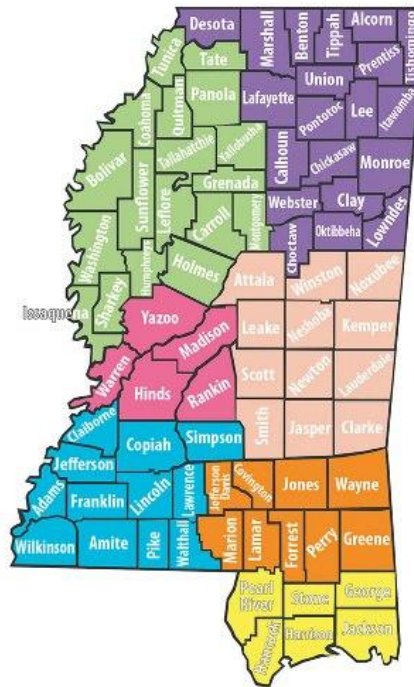 Desota
Marshall
Benton
Tippah
Alcorn
Prentiss
Tunica
Tate
Union
Panola
Quitman
Coahoma
Lafayette
Pontotoc
Lee
Itawamba
Tallahatchie
Yallobusha
Calhoun
Chickasaw
Monroe
Bolivar
Sunflower
Leflore
Grenada
Webster
Clay
Carroll
Montgomery
Choctaw
Oktibbeha
Lowndes
Washington
Humphreys
Holmes
Attala
Winston
Noxubee
Sharkey
Issaquena
Yazoo
Madison
Leake
Neshoba
Kemper
Warren
Hinds
Rankin
Scott
Newton
Lauderdale
Claiborne
Copiah
Simpson
Smith
Jasper
Clarke
Jefferson
Adams
Franklin
Lincoln
Lawrence
Jefferson
Davis
Covington
Jones
Wayne
Wilkinson
Amite
Pike
Walthall
Marion
Lamar
Forrest
Perry
Greene
Pearl
River
Stone
George
Hancock
Harrison
Jackson